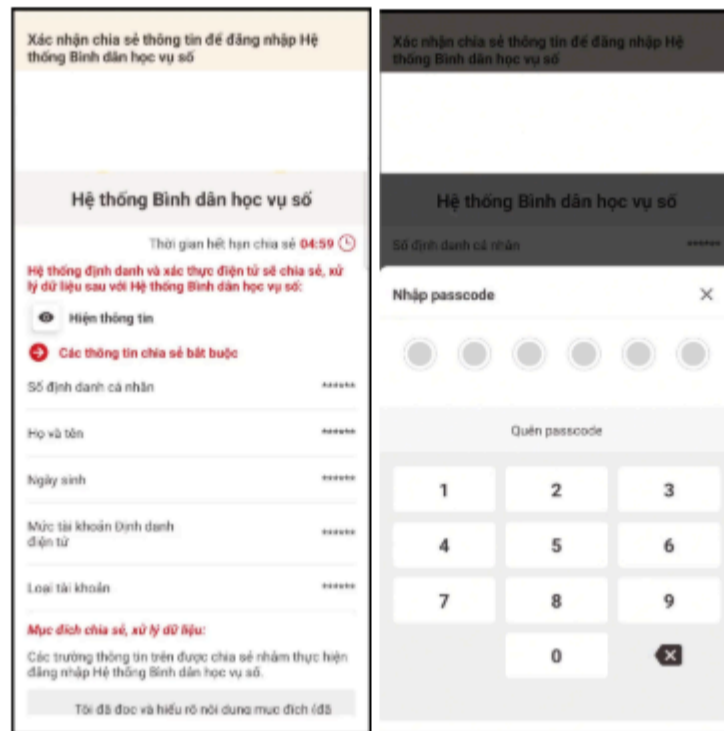 Xác nhận chia sẻ thông tin để đăng nhập Hệ
thống Bình dân học vụ số
Hệ thống Bình dân học vụ số
Thời gian hết hạn chia sẻ 04:59
Hệ thống định danh và xác thực điện tử sẽ chia sẻ, xử
lý dữ liệu sau với Hệ thống Bình dân học vụ số:
Hiện thông tin
Các thông tin chia sẻ bắt buộc
Số định danh cá nhân ******
Họ và tên ******
Ngày sinh ******
Mức tài khoản Định danh
điện tử ******
Loại tài khoản ******
Mục đích chia sẻ, xử lý dữ liệu:
Các trường thông tin trên được chia sẻ nhằm thực hiện
đăng nhập Hệ thống Bình dân học vụ số.
Tôi đã đọc và hiểu rõ nội dung mục đích (đã
Xác nhận chia sẻ thông tin để đăng nhập Hệ
thống Bình dân học vụ số
Hệ thống Bình dân học vụ số
Số định danh cá nhân ******
Nhập passcode
Quên passcode
1 2 3
4 5 6
7 8 9
0